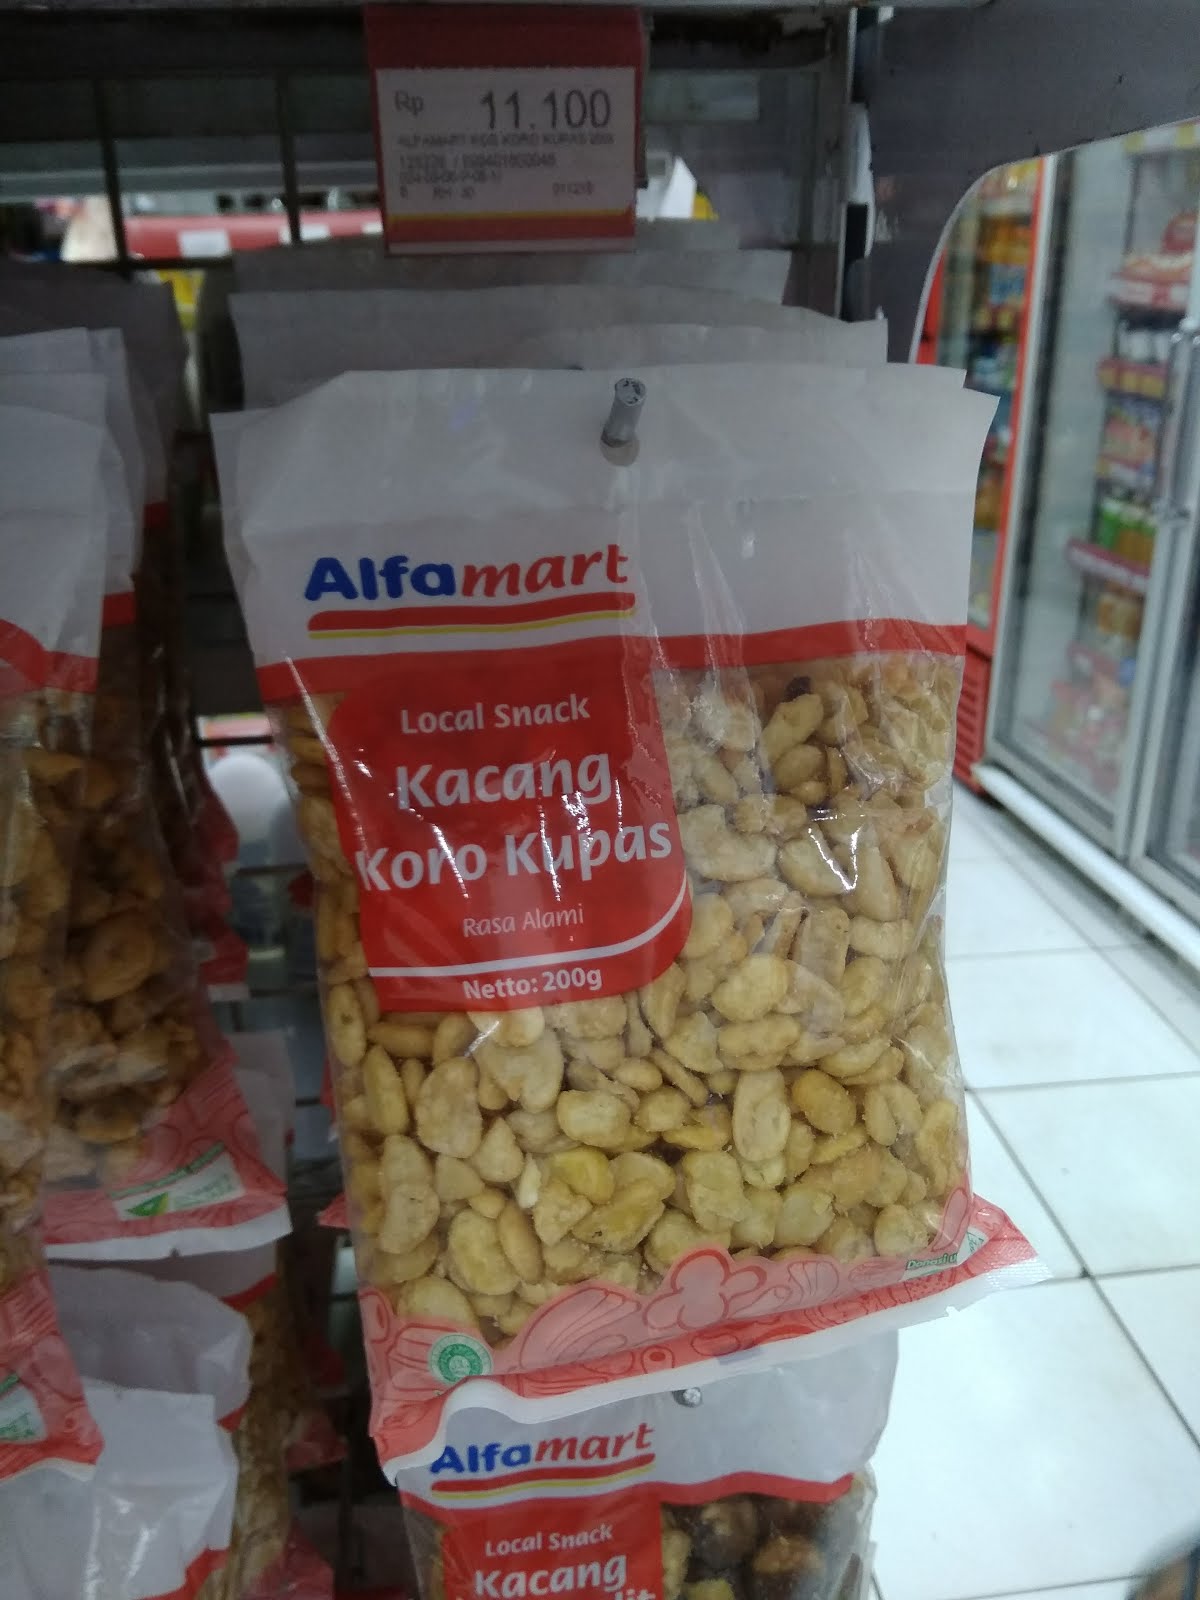 Rp 11.100
Alfamart
Local Snack
Kacang
Koro Kupas
Rasa Alami
Netto: 200g
Alfamart
Local Snack
Kacang